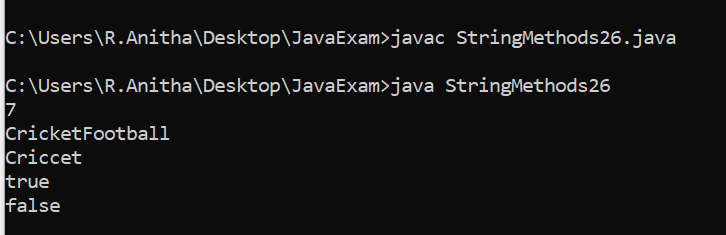 C:\Users\R.Anitha\Desktop\JavaExam>javac StringMethods26.java
C:\Users\R.Anitha\Desktop\JavaExam>java StringMethods26
7
CricketFootball
Criccet
true
false